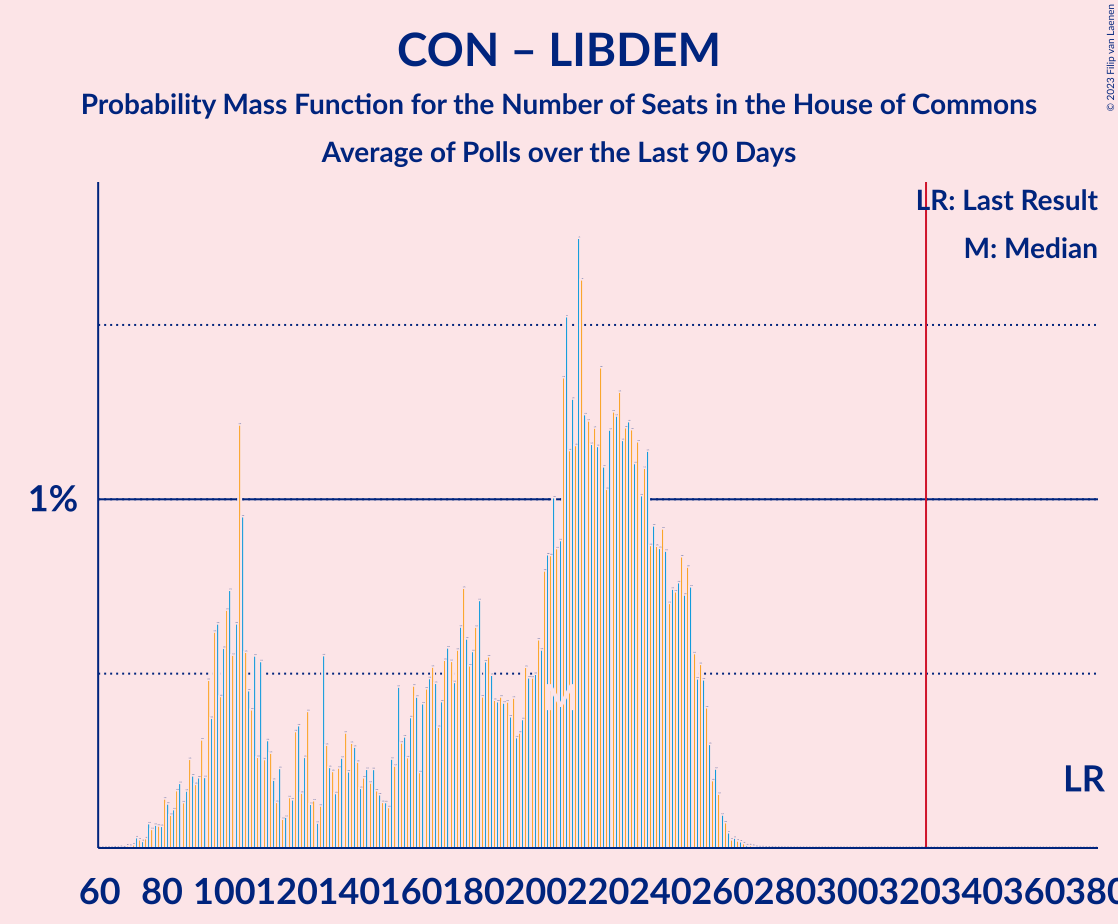 CON – LIBDEM
Probability Mass Function for the Number of Seats in the House of Commons
Average of Polls over the Last 90 Days
© 2023 Filip van Laenen
LR: Last Result
M: Median
1%
M
LR
60 80 100 120 140 160 180 200 220 240 260 280 300 320 340 360 380